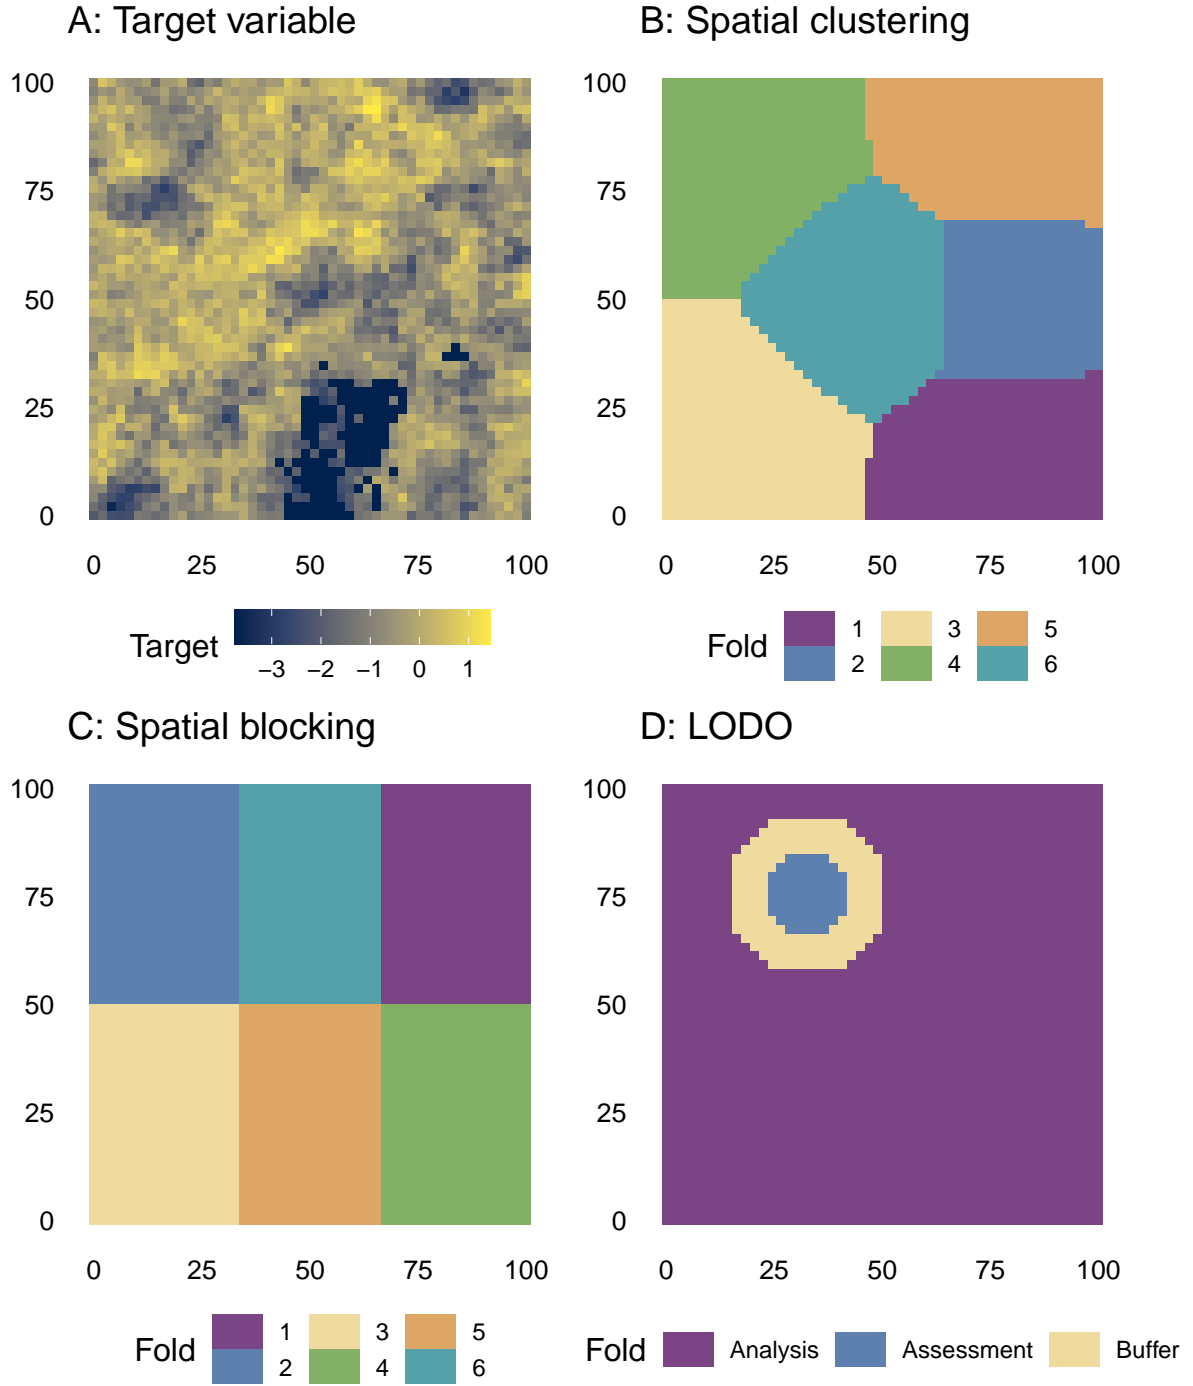 A: Target variable
B: Spatial clustering
100
75
50
25
0
0 25 50 75 100
100
75
50
25
0
0 25 50 75 100
Target
−3 −2 −1 0 1
Fold 1 3 5
2 4 6
C: Spatial blocking
D: LODO
100
75
50
25
0
0 25 50 75 100
100
75
50
25
0
0 25 50 75 100
Fold 1 3 5
2 4 6
Fold Analysis Assessment Buffer